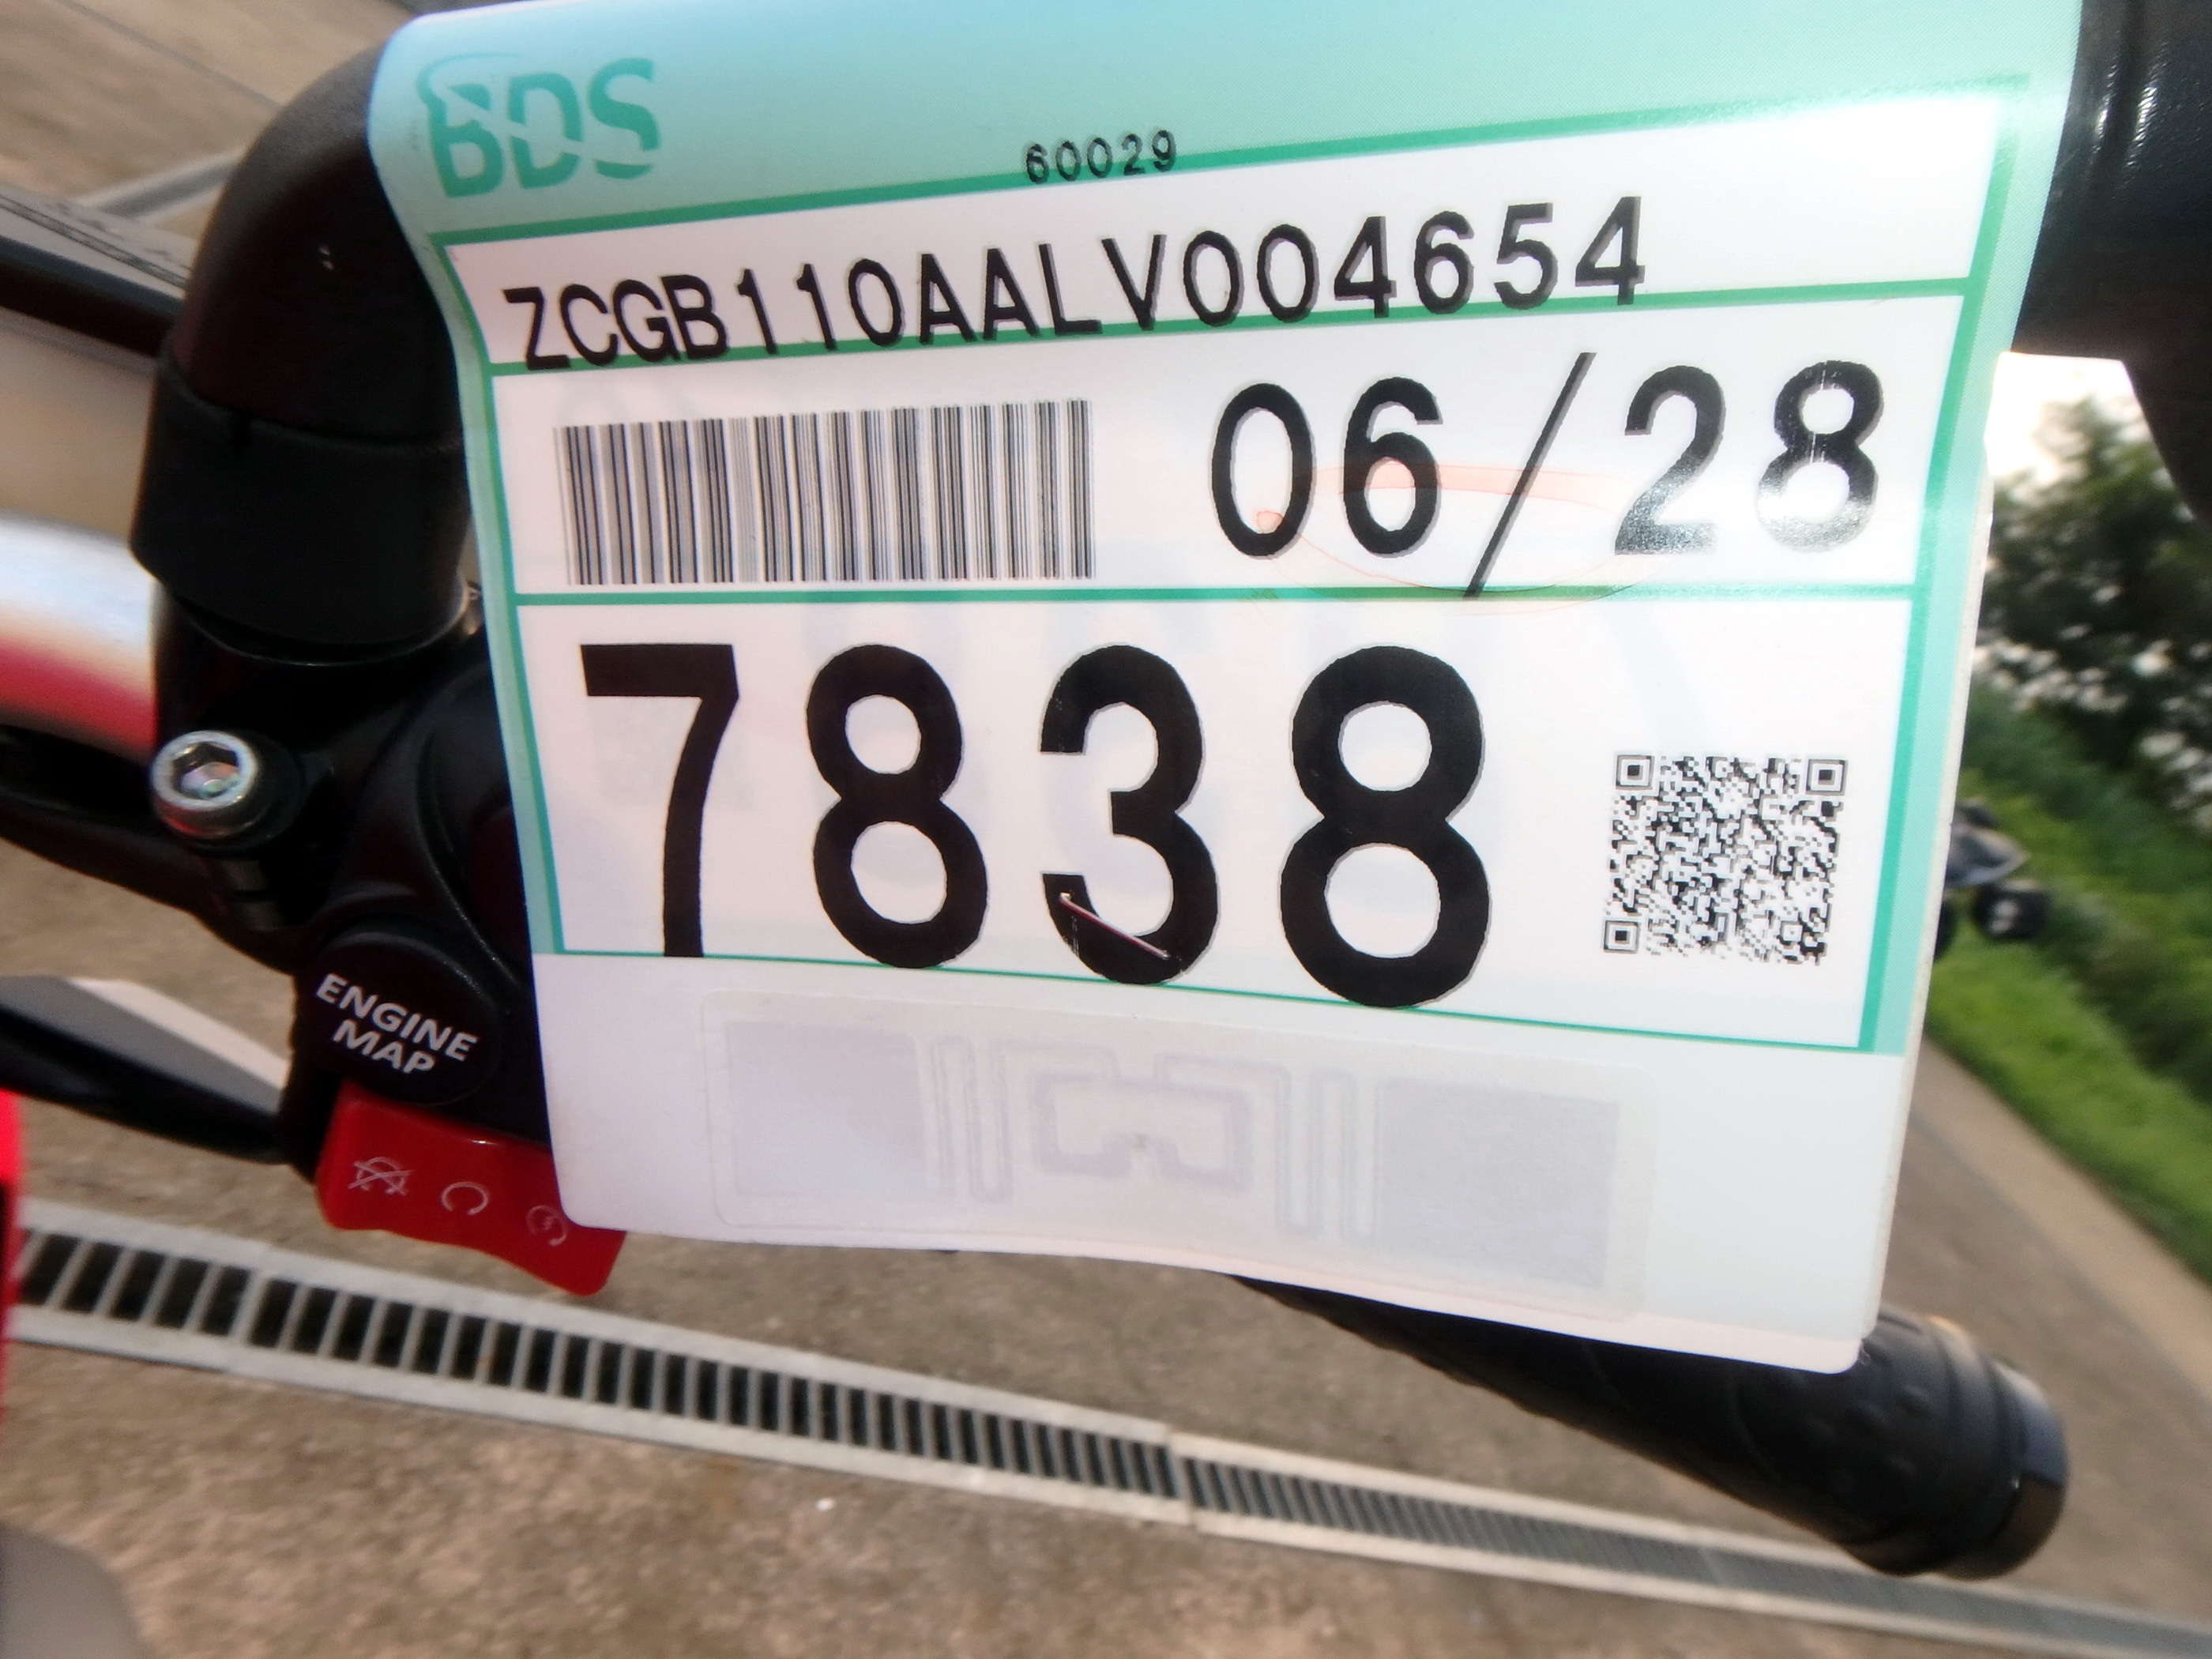 BDS
60029
ZCGB110AALV004654
06/28
7838
ENGINE
MAP